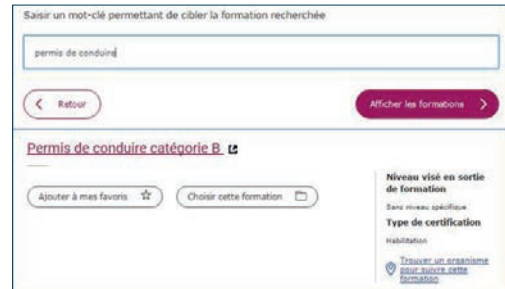 Saisir un mot-clé permettant de cibler la formation recherchée
permis de conduire
Retour
Afficher les formations
Permis de conduire catégorie B
Ajouter à mes favoris
Choisir cette formation
Niveau visé en sortie
de formation
Sans niveau spécifique
Type de certification
Habilitation
Trouver un organisme
pour suivre cette
formation